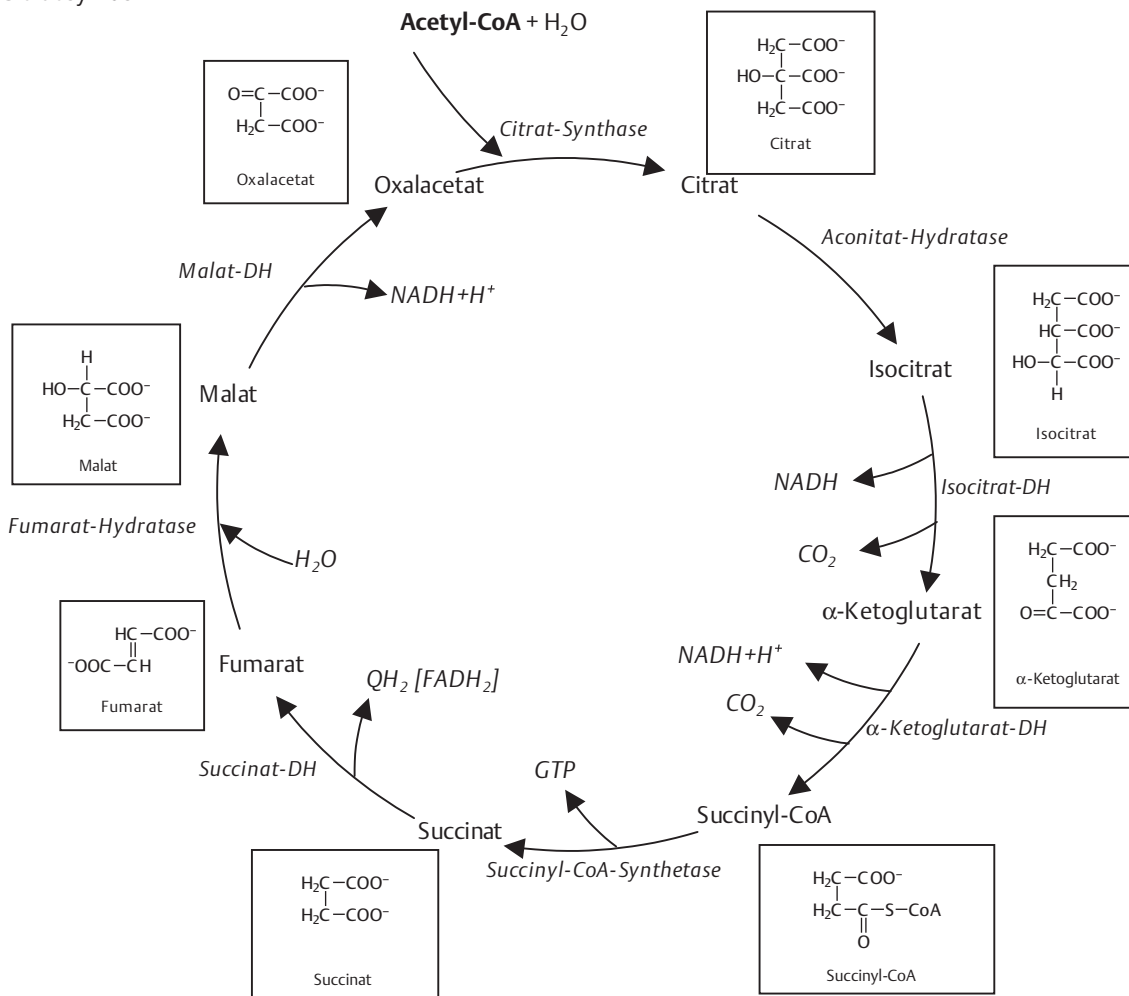 Acetyl-CoA + H₂O
O=C–COO⁻
H₂C–COO⁻
Oxalacetat
H₂C–COO⁻
HO–C–COO⁻
H₂C–COO⁻
Citrat
Citrat-Synthase
Oxalacetat
Citrat
Aconitat-Hydratase
Malat-DH
NADH+H⁺
H₂C–COO⁻
HC–COO⁻
HO–C–COO⁻
H
Isocitrat
H
HO–C–COO⁻
H₂C–COO⁻
Malat
Malat
Isocitrat
NADH
Isocitrat-DH
CO₂
Fumarat-Hydratase
H₂O
H₂C–COO⁻
CH₂
O=C–COO⁻
α-Ketoglutarat
α-Ketoglutarat
HC–COO⁻
⁻OOC–CH
Fumarat
Fumarat
QH₂ [FADH₂]
NADH+H⁺
CO₂
α-Ketoglutarat-DH
Succinat-DH
GTP
Succinyl-CoA
Succinat
Succinyl-CoA-Synthetase
H₂C–COO⁻
H₂C–COO⁻
Succinat
H₂C–COO⁻
H₂C–C–S–CoA
O
Succinyl-CoA